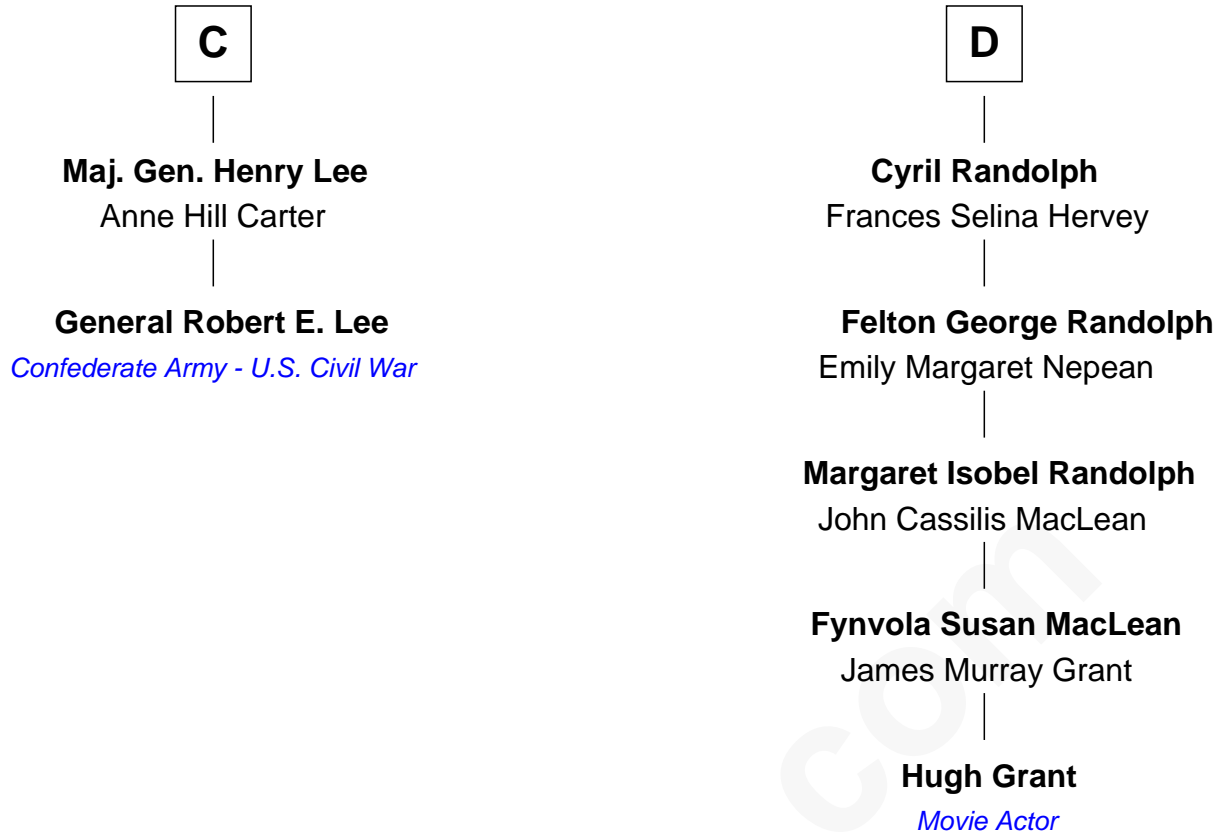 C
Maj. Gen. Henry Lee
Anne Hill Carter
General Robert E. Lee
Confederate Army - U.S. Civil War
D
Cyril Randolph
Frances Selina Hervey
Felton George Randolph
Emily Margaret Nepean
Margaret Isobel Randolph
John Cassilis MacLean
Fynvola Susan MacLean
James Murray Grant
Hugh Grant
Movie Actor
com